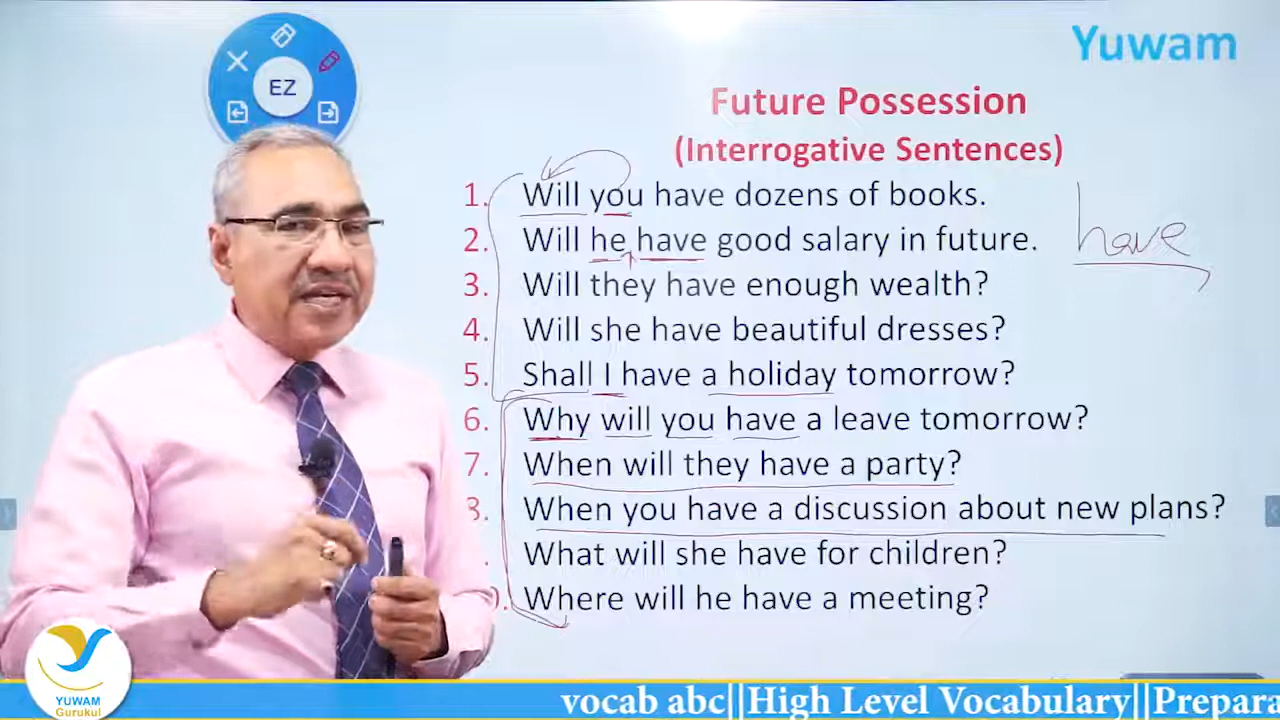 EZ
Yuwam
Future Possession
(Interrogative Sentences)
1. Will you have dozens of books.
2. Will he have good salary in future.
have
3. Will they have enough wealth?
4. Will she have beautiful dresses?
5. Shall I have a holiday tomorrow?
6. Why will you have a leave tomorrow?
7. When will they have a party?
8. When you have a discussion about new plans?
. What will she have for children?
0. Where will he have a meeting?
YUWAM
Gurukul
vocab abc||High Level Vocabulary||Prepara